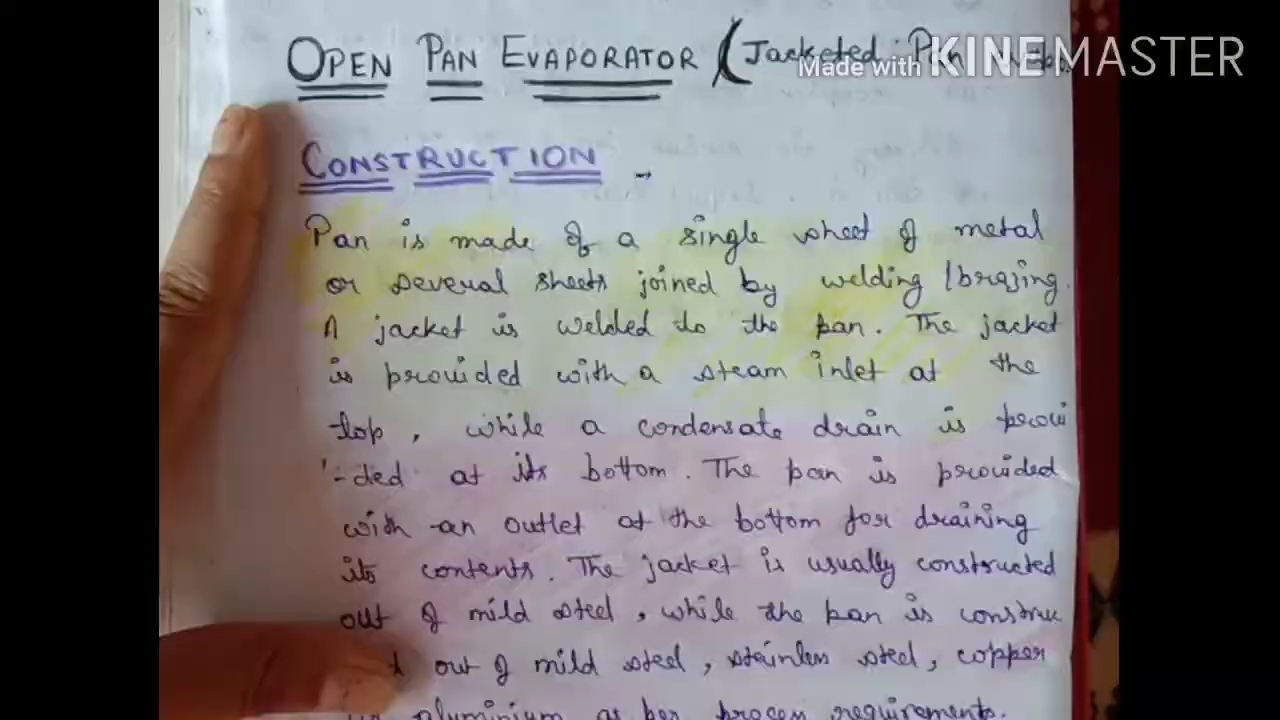 OPEN PAN EVAPORATOR (Jacketed Pan
Made with KINEMASTER
CONSTRUCTION →
Pan is made of a single sheet of metal
or several sheets joined by welding / brazing.
A jacket is welded to the pan. The jacket
is provided with a steam inlet at the
top, while a condensate drain is provi
-ded at its bottom. The pan is provided
with an outlet at the bottom for draining
its contents. The jacket is usually constructed
out of mild steel, while the pan is construc
out of mild steel, stainless steel, copper
aluminium as per process requirements.